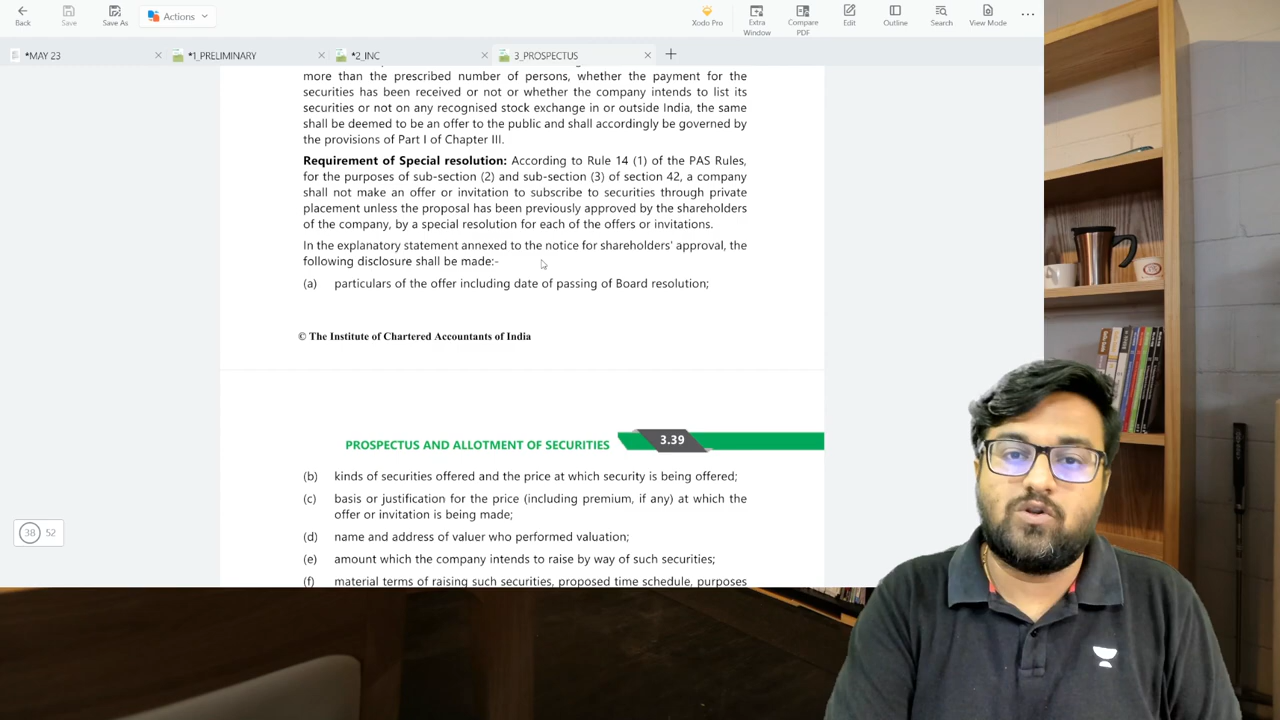 Back
Save
Save As
Actions
Xodo Pro
Extra Window
Compare PDF
Edit
Outline
Search
View Mode
*MAY 23
*1_PRELIMINARY
*2_INC
3_PROSPECTUS
more than the prescribed number of persons, whether the payment for the
securities has been received or not or whether the company intends to list its
securities or not on any recognised stock exchange in or outside India, the same
shall be deemed to be an offer to the public and shall accordingly be governed by
the provisions of Part I of Chapter III.
Requirement of Special resolution: According to Rule 14 (1) of the PAS Rules,
for the purposes of sub-section (2) and sub-section (3) of section 42, a company
shall not make an offer or invitation to subscribe to securities through private
placement unless the proposal has been previously approved by the shareholders
of the company, by a special resolution for each of the offers or invitations.
In the explanatory statement annexed to the notice for shareholders' approval, the
following disclosure shall be made:-
(a) particulars of the offer including date of passing of Board resolution;
© The Institute of Chartered Accountants of India
PROSPECTUS AND ALLOTMENT OF SECURITIES 3.39
(b) kinds of securities offered and the price at which security is being offered;
(c) basis or justification for the price (including premium, if any) at which the
offer or invitation is being made;
(d) name and address of valuer who performed valuation;
(e) amount which the company intends to raise by way of such securities;
(f) material terms of raising such securities, proposed time schedule, purposes
38 52